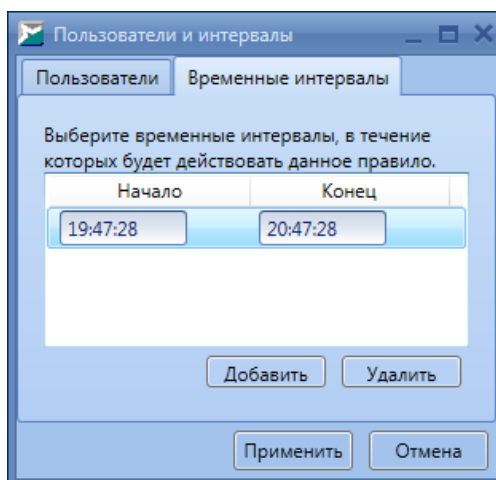 Пользователи и интервалы
Пользователи Временные интервалы
Выберите временные интервалы, в течение
которых будет действовать данное правило.
Начало Конец
19:47:28 20:47:28
Добавить Удалить
Применить Отмена